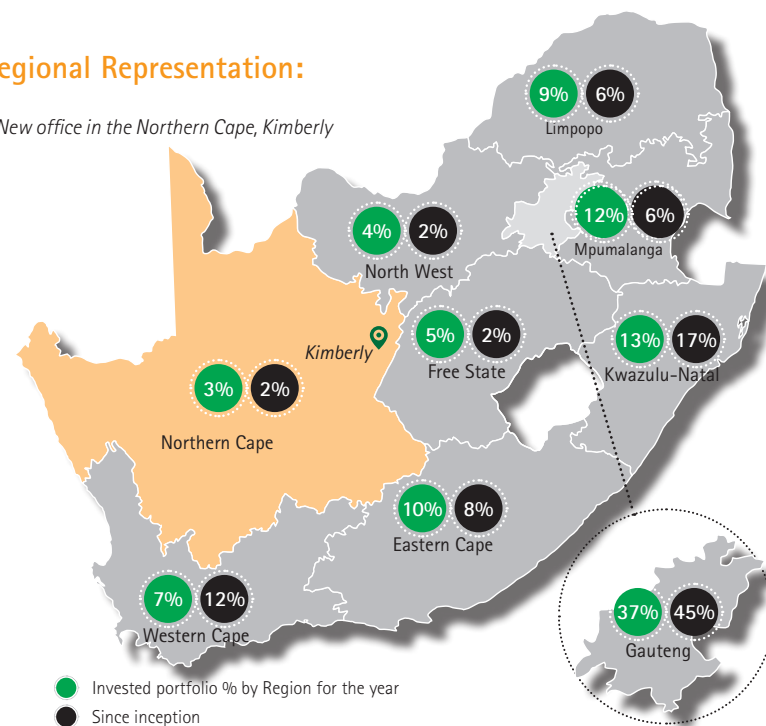 egional Representation:
New office in the Northern Cape, Kimberly
9% 6%
Limpopo
12% 6%
Mpumalanga
4% 2%
North West
Kimberly
5% 2%
Free State
13% 17%
Kwazulu-Natal
3% 2%
Northern Cape
10% 8%
Eastern Cape
7% 12%
Western Cape
37% 45%
Gauteng
Invested portfolio % by Region for the year
Since inception